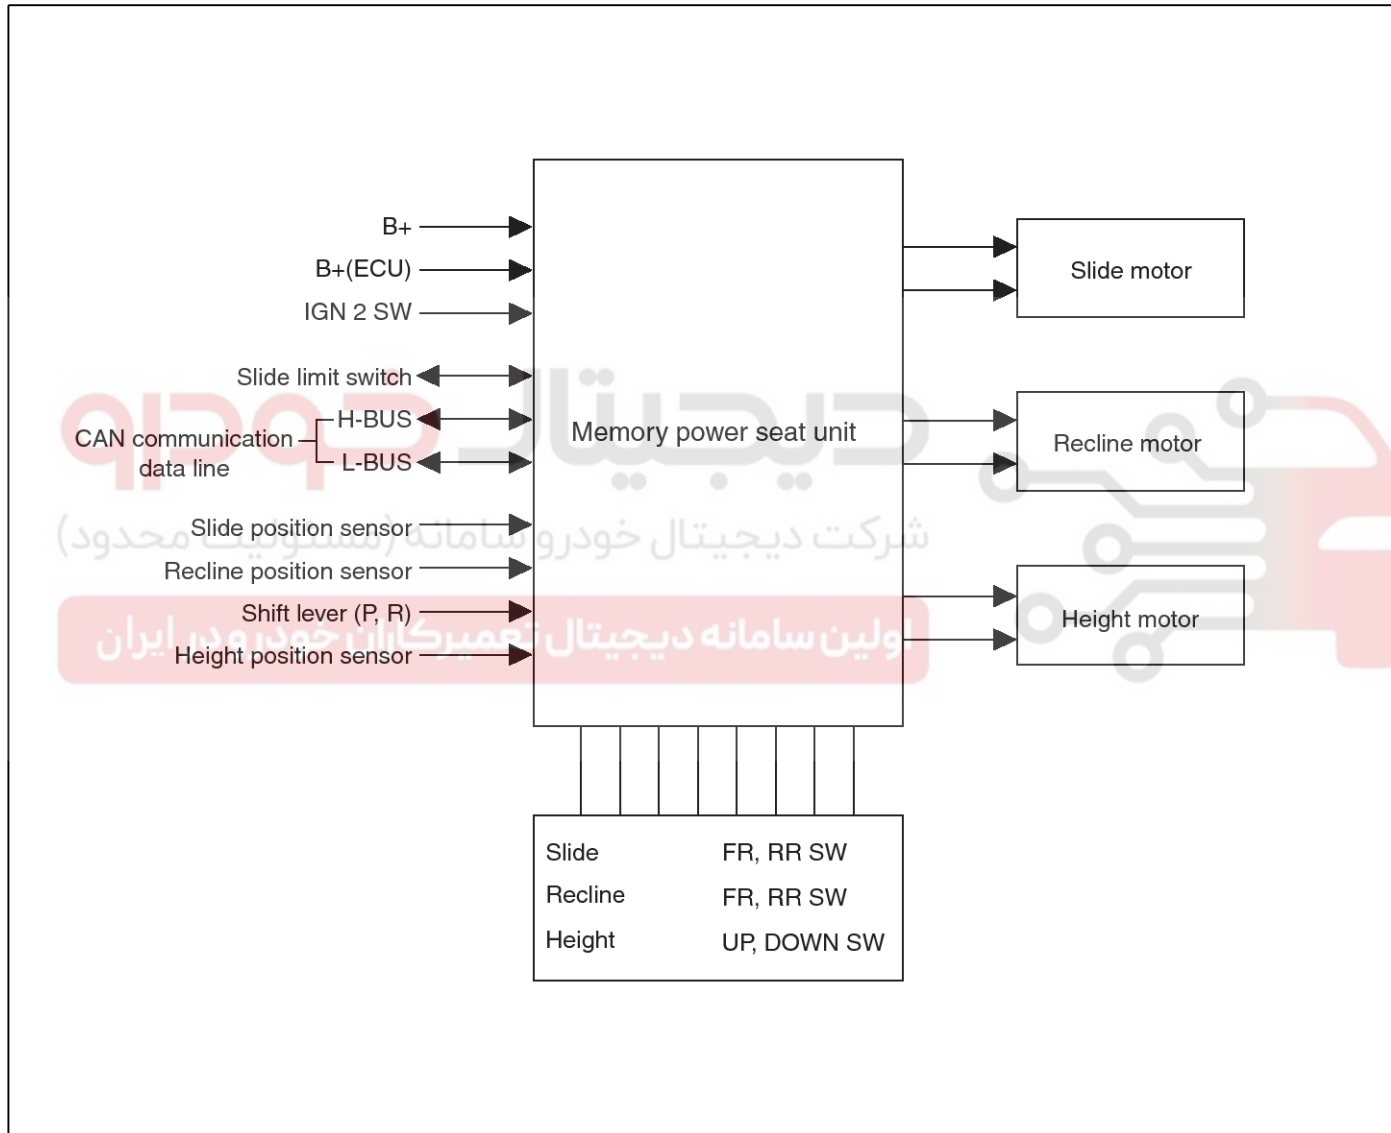 B+
B+(ECU)
IGN 2 SW
Slide limit switch
H-BUS
CAN communication
data line
L-BUS
Slide position sensor
Recline position sensor
Shift lever (P, R)
Height position sensor
Memory power seat unit
Slide motor
Recline motor
Height motor
Slide FR, RR SW
Recline FR, RR SW
Height UP, DOWN SW
دیجیتال خودرو
شرکت دیجیتال خودرو سامانه (مسئولیت محدود)
اولین سامانه دیجیتال تعمیرکاران خودرو در ایران